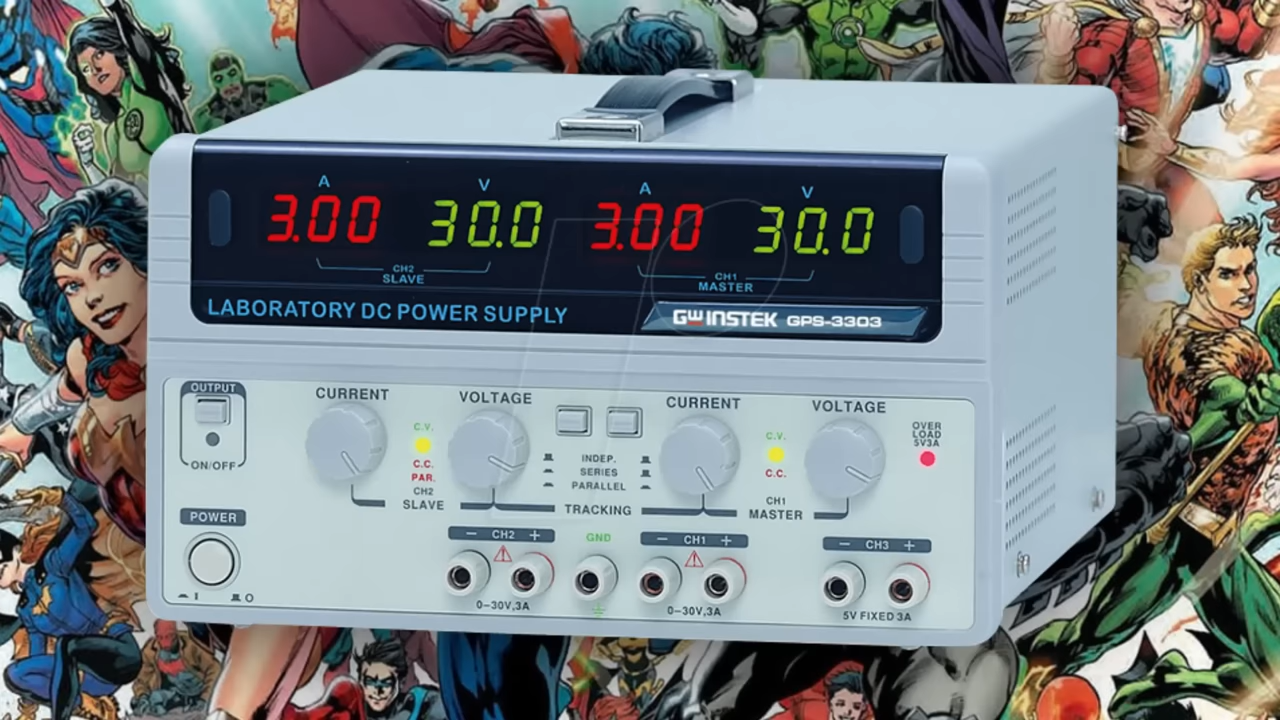 A V A V
3.00 30.0 3.00 30.0
CH2 CH1
SLAVE MASTER
LABORATORY DC POWER SUPPLY
GW INSTEK GPS-3303
OUTPUT
ON/OFF
CURRENT
VOLTAGE
CURRENT
VOLTAGE
C.V.
C.C.
PAR.
CH2
SLAVE
INDEP.
SERIES
PARALLEL
TRACKING
C.V.
C.C.
CH1
MASTER
OVER
LOAD
5V3A
POWER
I O
− CH2 +
GND
− CH1 +
− CH3 +
0–30V,3A
0–30V,3A
5V FIXED 3A